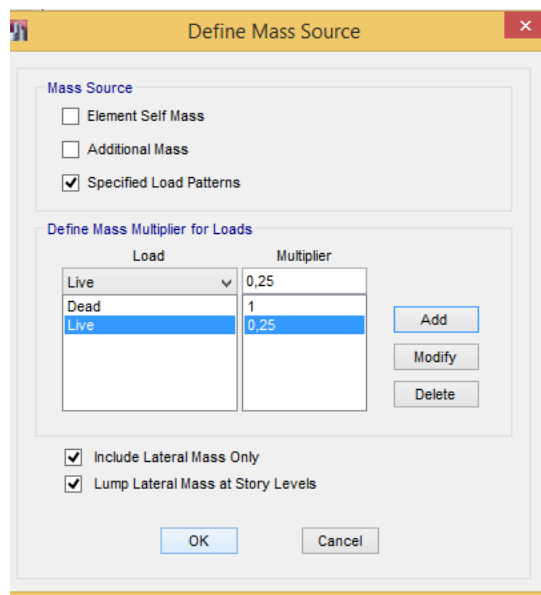 Define Mass Source
Mass Source
Element Self Mass
Additional Mass
Specified Load Patterns
Define Mass Multiplier for Loads
Load Multiplier
Live 0,25
Dead 1
Live 0,25
Add
Modify
Delete
Include Lateral Mass Only
Lump Lateral Mass at Story Levels
OK Cancel